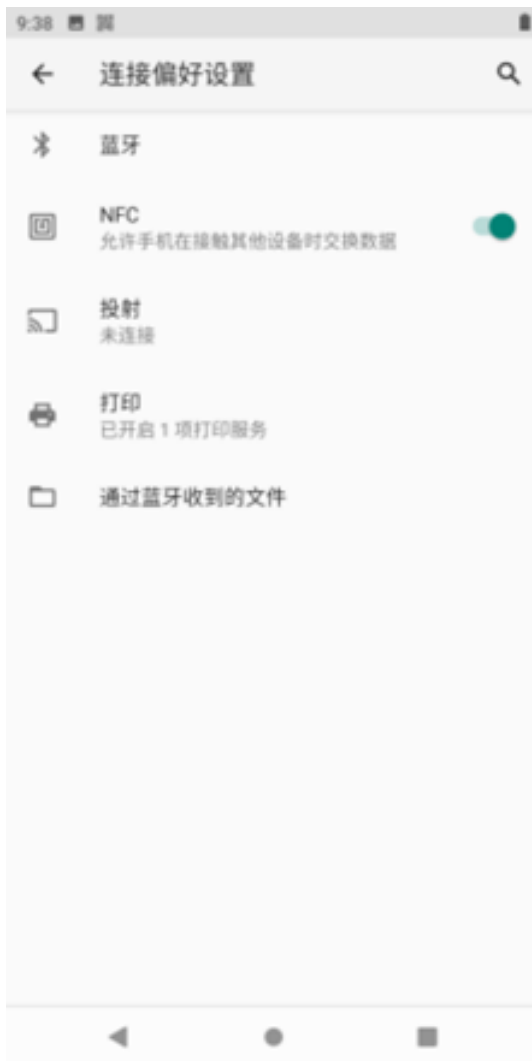 9:38
连接偏好设置
蓝牙
NFC
允许手机在接触其他设备时交换数据
投射
未连接
打印
已开启 1 项打印服务
通过蓝牙收到的文件